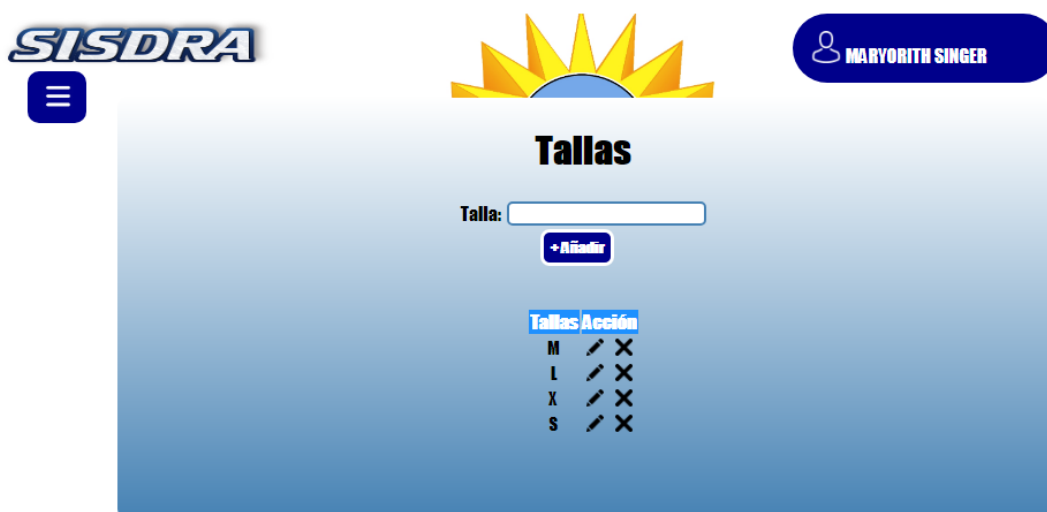 SISDRA
MARYORITH SINGER
Tallas
Talla:
+Añadir
Tallas Acción
M
L
X
S